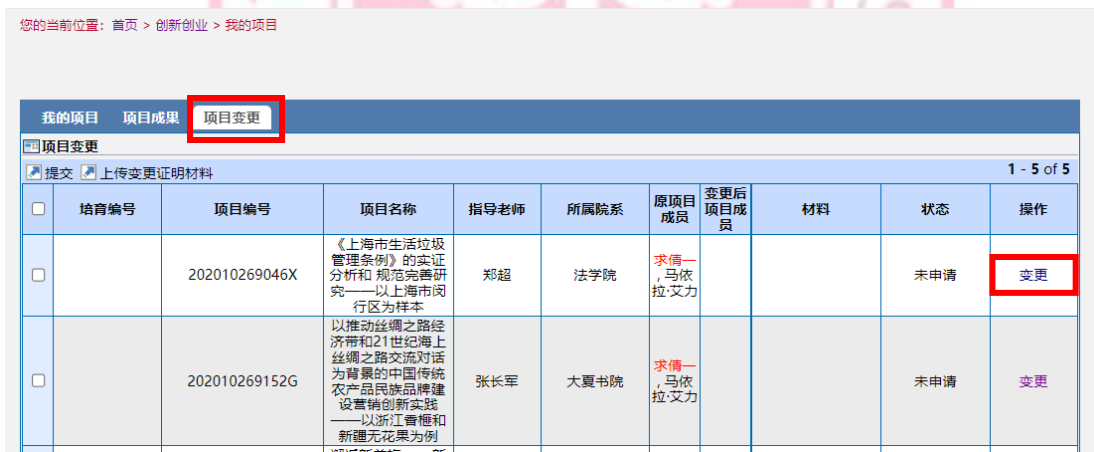 您的当前位置：首页 > 创新创业 > 我的项目
我的项目 项目成果 项目变更
项目变更
提交 上传变更证明材料 1 - 5 of 5
培育编号 项目编号 项目名称 指导老师 所属院系 原项目成员 变更后项目成员 材料 状态 操作
《上海市生活垃圾
管理条例》的实证
分析和 规范完善研
究——以上海市闵
行区为样本
202010269046X 郑超 法学院 未申请 变更
求倩一
, 马依
拉·艾力
以推动丝绸之路经
济带和21世纪海上
丝绸之路交流对话
为背景的中国传统
农产品民族品牌建
设营销创新实践
——以浙江香榧和
新疆无花果为例
202010269152G 张长军 大夏书院 未申请 变更
求倩一
, 马依
拉·艾力